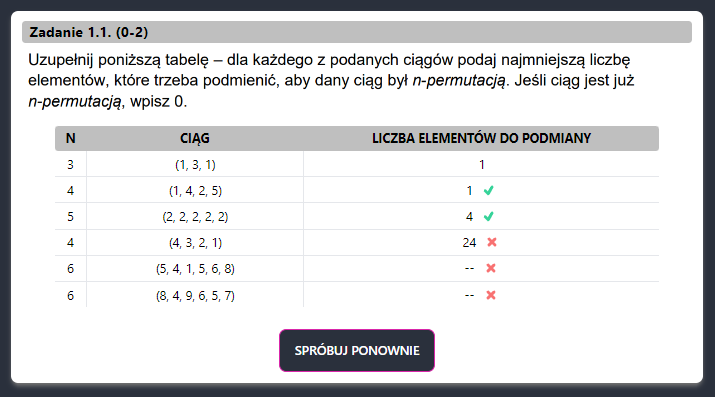 Zadanie 1.1. (0-2)
Uzupełnij poniższą tabelę – dla każdego z podanych ciągów podaj najmniejszą liczbę
elementów, które trzeba podmienić, aby dany ciąg był n-permutacją. Jeśli ciąg jest już
n-permutacją, wpisz 0.
N CIĄG LICZBA ELEMENTÓW DO PODMIANY
3 (1, 3, 1) 1
4 (1, 4, 2, 5) 1
5 (2, 2, 2, 2, 2) 4
4 (4, 3, 2, 1) 24
6 (5, 4, 1, 5, 6, 8) --
6 (8, 4, 9, 6, 5, 7) --
SPRÓBUJ PONOWNIE